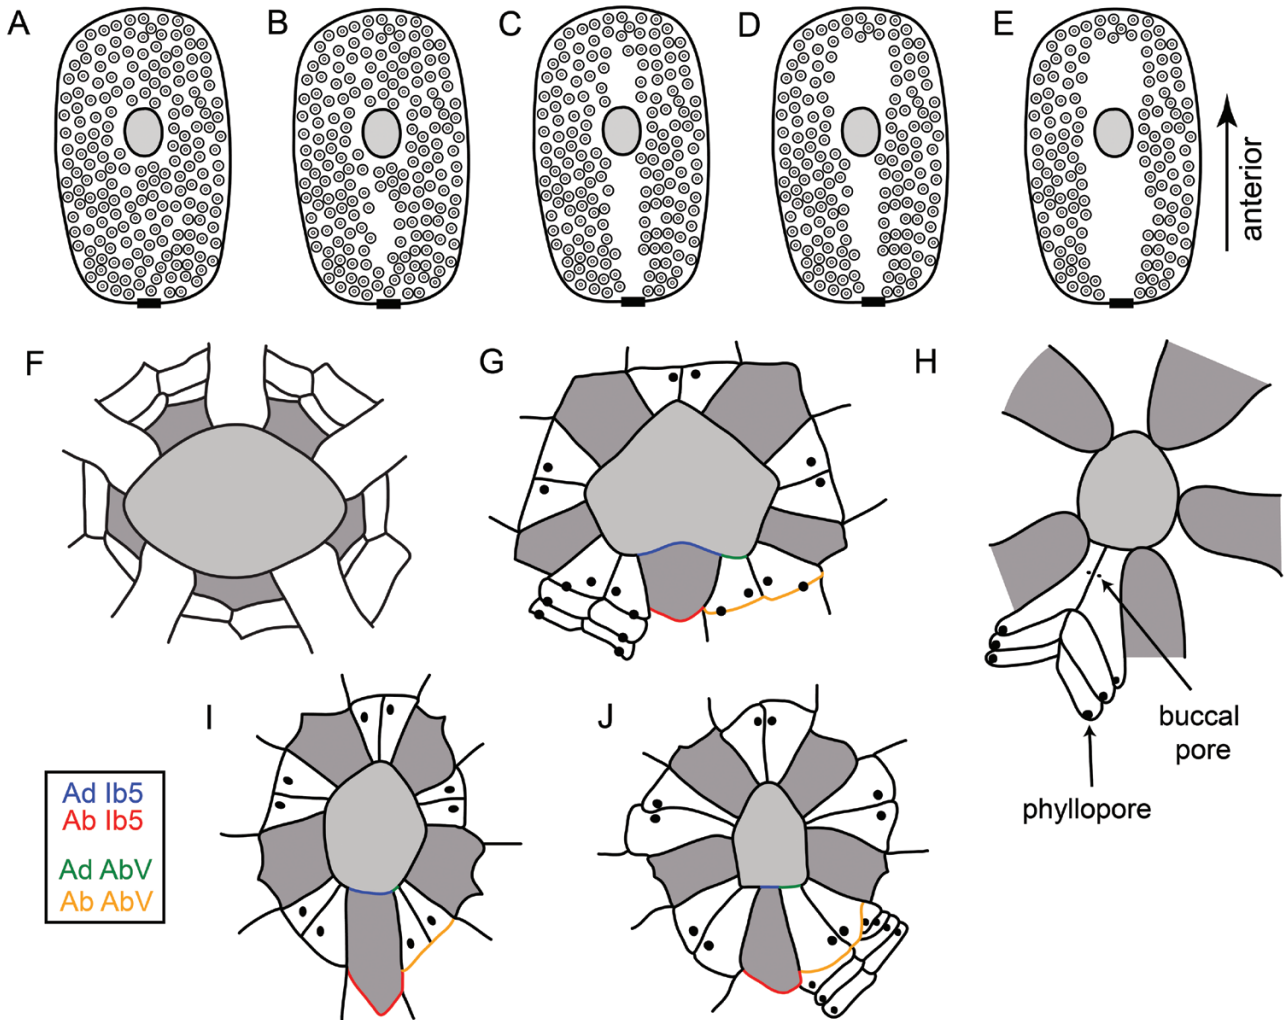 A
B
C
D
E
anterior
F
G
H
buccal
pore
phyllopore
I
J
Ad Ib5
Ab Ib5
Ad AbV
Ab AbV